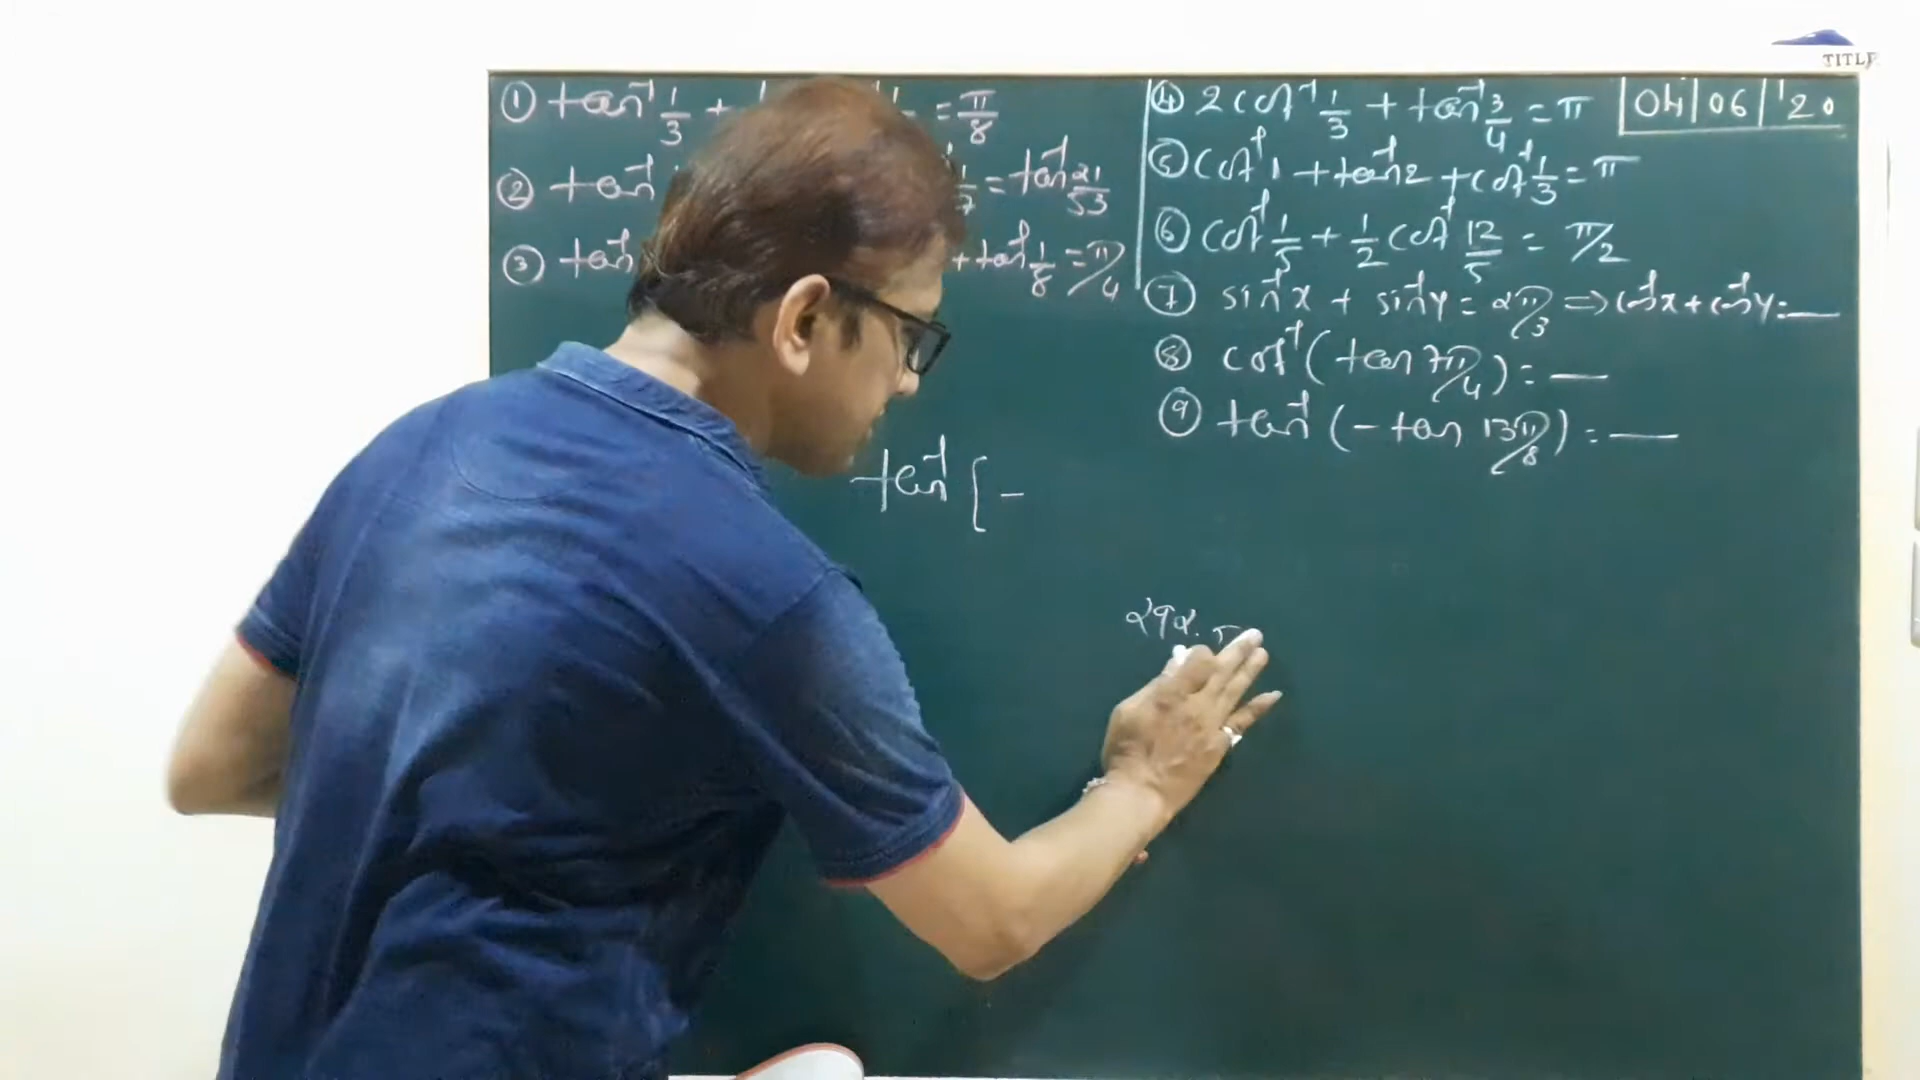 ① tan⁻¹ 1/3 + = π/8
② tan⁻¹ 1/7 = tan⁻¹ 21/53
③ tan⁻¹ + tan⁻¹ 1/8 = π/4
④ 2 cot⁻¹ 1/3 + tan⁻¹ 3/4 = π
04 | 06 | '20
⑤ cot⁻¹ 1 + tan⁻¹ 2 + cot⁻¹ 1/3 = π
⑥ cot⁻¹ 1/5 + 1/2 cot⁻¹ 12/5 = π/2
⑦ sin⁻¹x + sin⁻¹y = 2π/3 ⇒ cos⁻¹x + cos⁻¹y = —
⑧ cot⁻¹ ( tan 7π/4 ) = —
⑨ tan⁻¹ ( - tan 13π/8 ) = —
tan⁻¹ [ -
292.5
TITLE